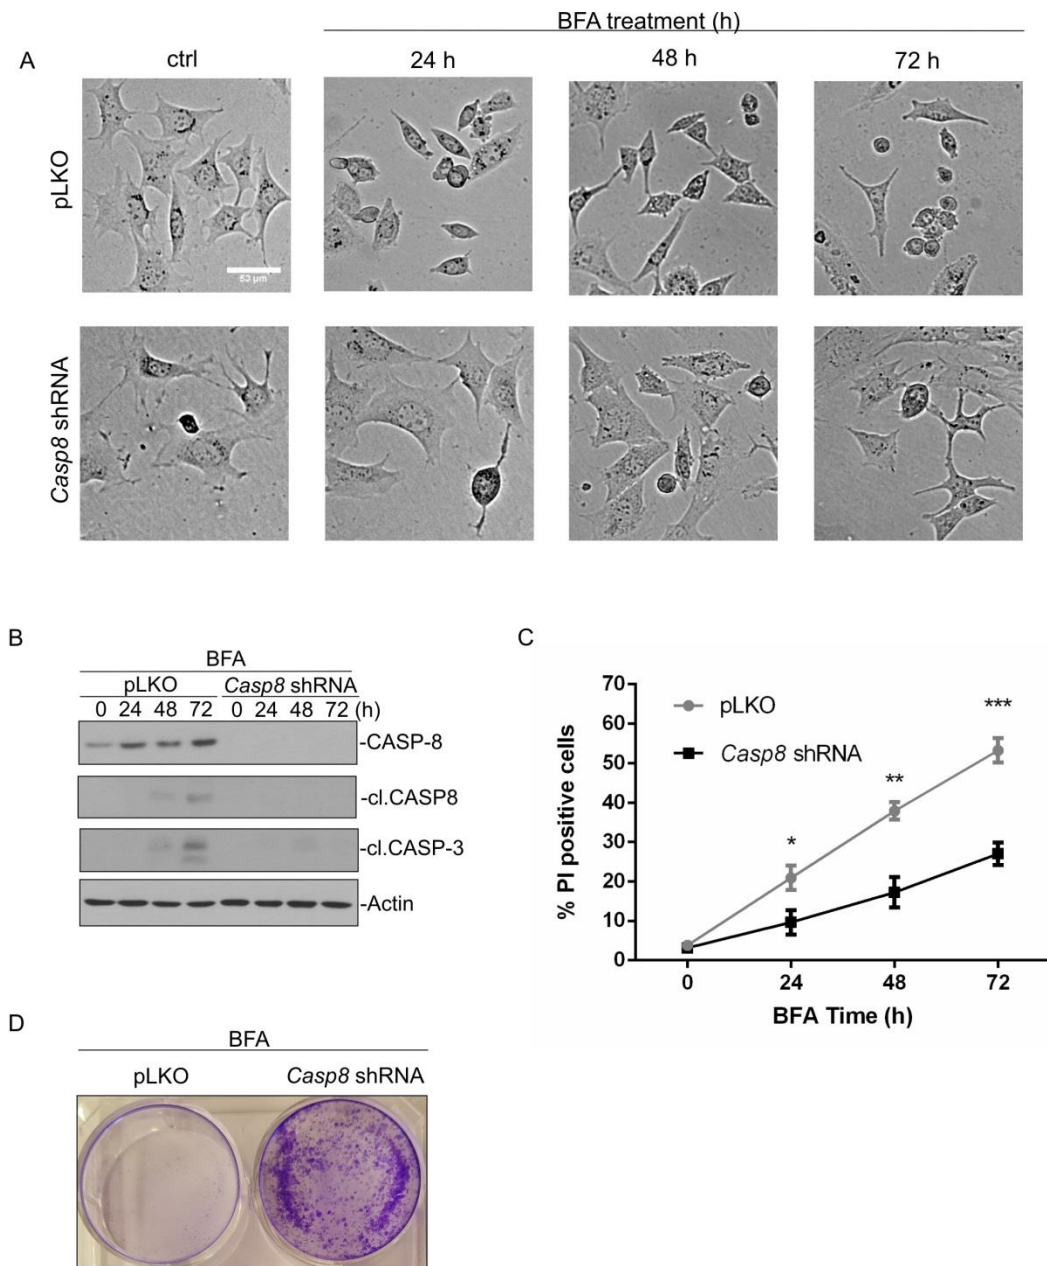 BFA treatment (h)
A
ctrl
24 h
48 h
72 h
pLKO
53 µm
Casp8 shRNA
B
BFA
pLKO
Casp8 shRNA
0 24 48 72 (h) 0 24 48 72
-CASP-8
-cl.CASP8
-cl.CASP-3
-Actin
C
% PI positive cells
70
60
50
40
30
20
10
0
pLKO
Casp8 shRNA
*
**
***
0 24 48 72
BFA Time (h)
D
BFA
pLKO
Casp8 shRNA